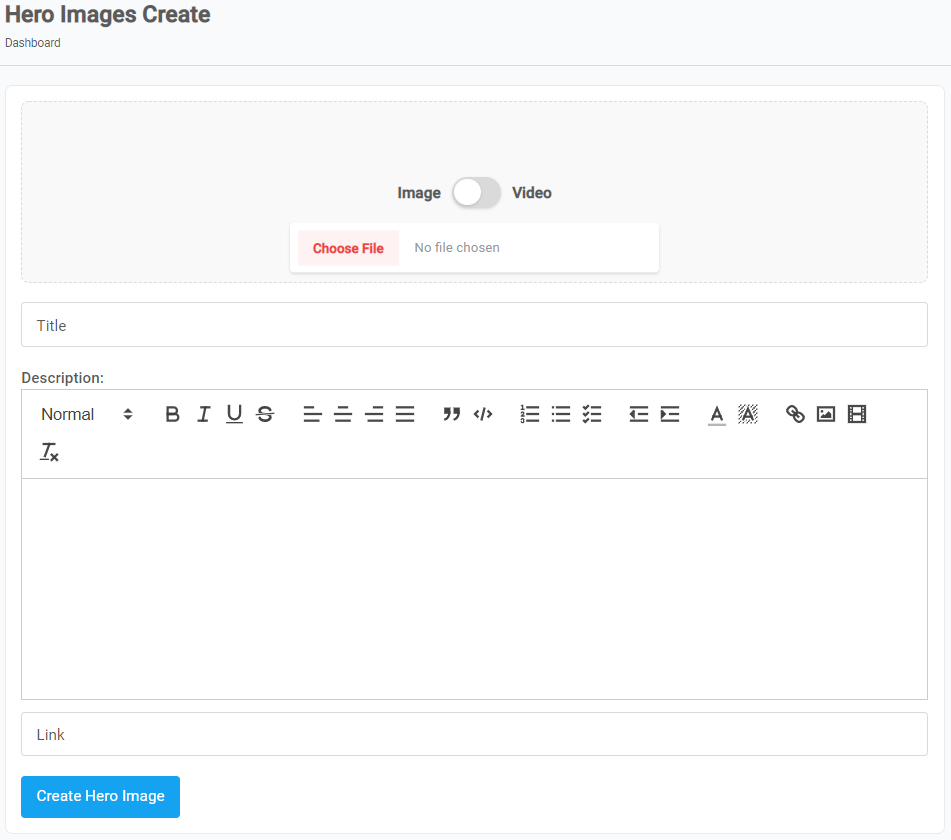 Hero Images Create
Dashboard
Image Video
Choose File No file chosen
Title
Description:
Normal
Link
Create Hero Image